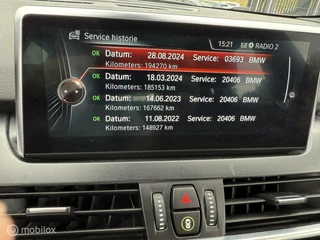 Service historie
15:21 RADIO 2
OK Datum: 28.08.2024 Service: 03693 BMW
Kilometers: 194270 km
OK Datum: 18.03.2024 Service: 20406 BMW
Kilometers: 185153 km
OK Datum: 14.06.2023 Service: 20406 BMW
Kilometers: 167662 km
OK Datum: 11.08.2022 Service: 20406 BMW
Kilometers: 148927 km
© mobilox